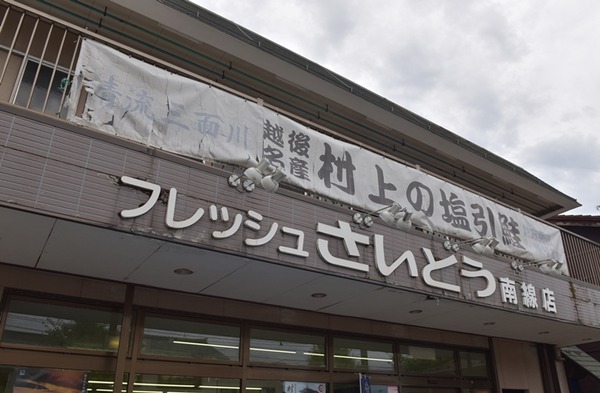 清流三面川
越後
名産
村上の塩引鮭
フレッシュさいとう南線店